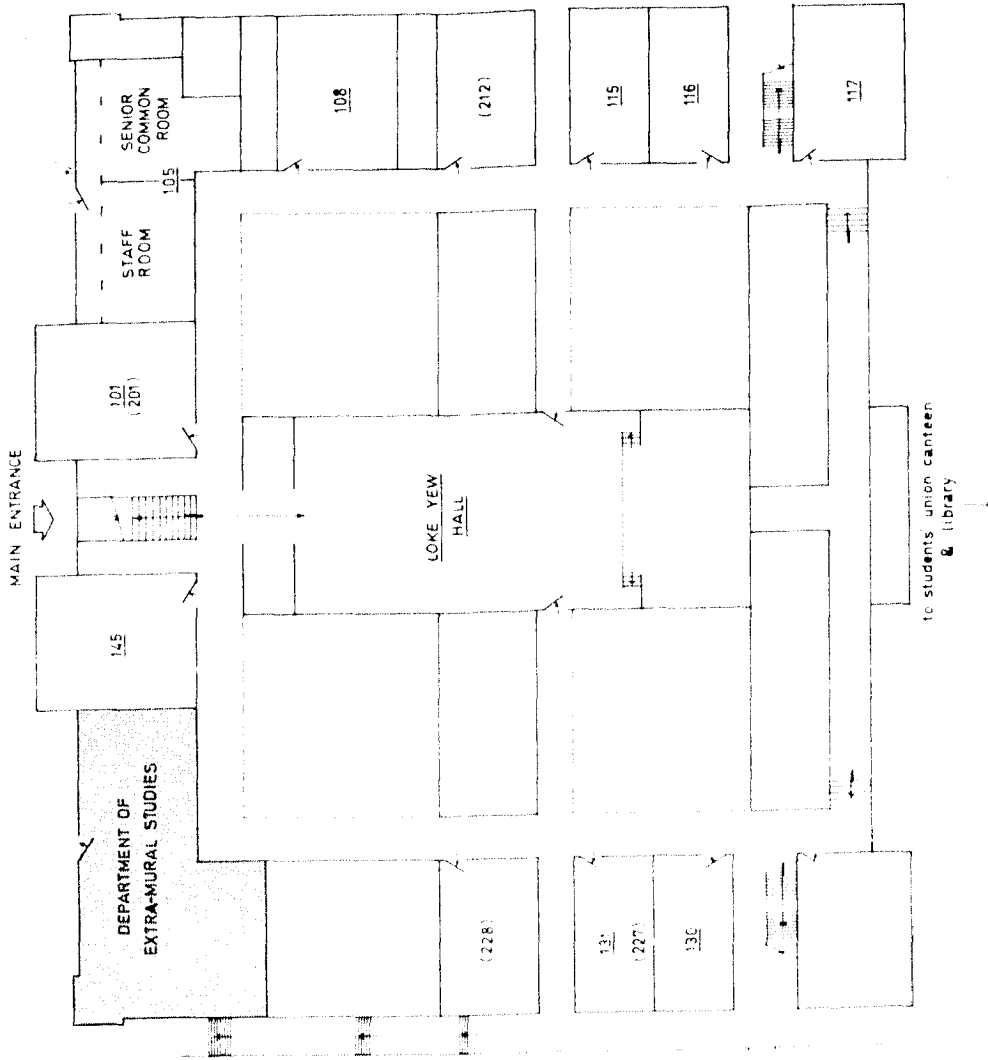 MAIN ENTRANCE
DEPARTMENT OF
EXTRA-MURAL STUDIES
145
101
(201)
STAFF
ROOM
105
SENIOR
COMMON
ROOM
108
(212)
115
116
117
LOKE YEW
HALL
(228)
131
(227)
130
to students union canteen
& library